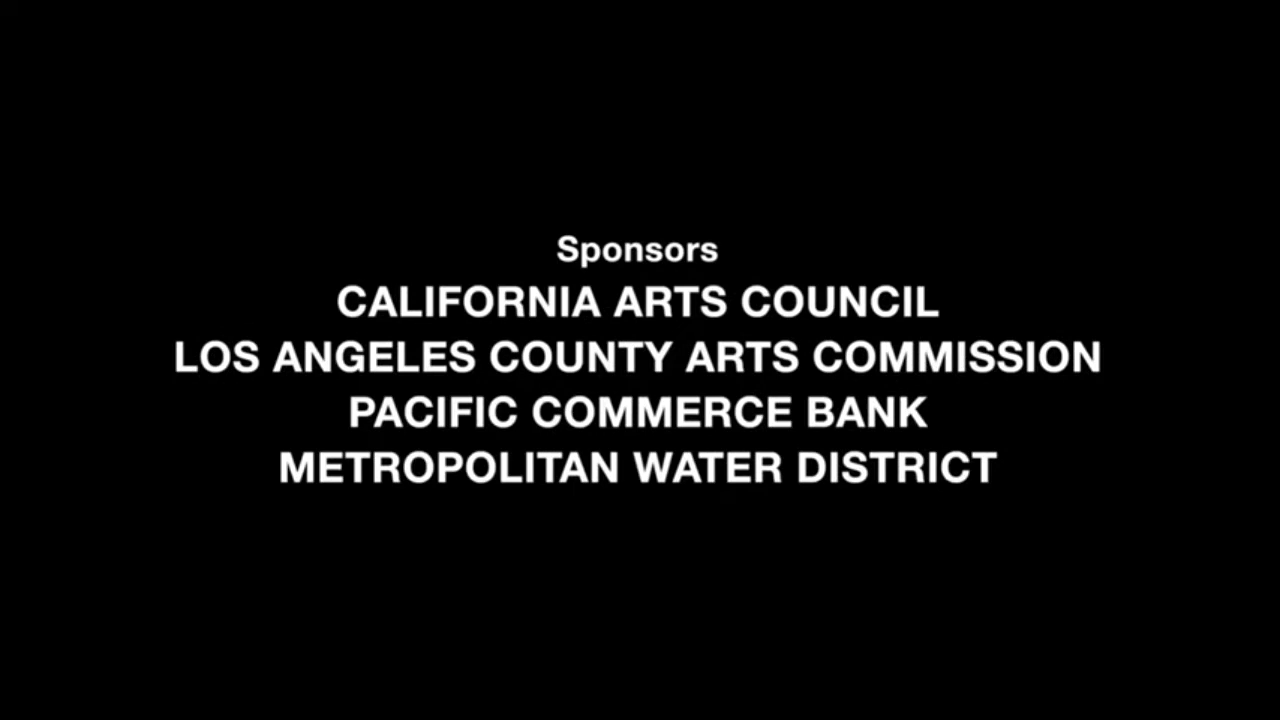 Sponsors
CALIFORNIA ARTS COUNCIL
LOS ANGELES COUNTY ARTS COMMISSION
PACIFIC COMMERCE BANK
METROPOLITAN WATER DISTRICT